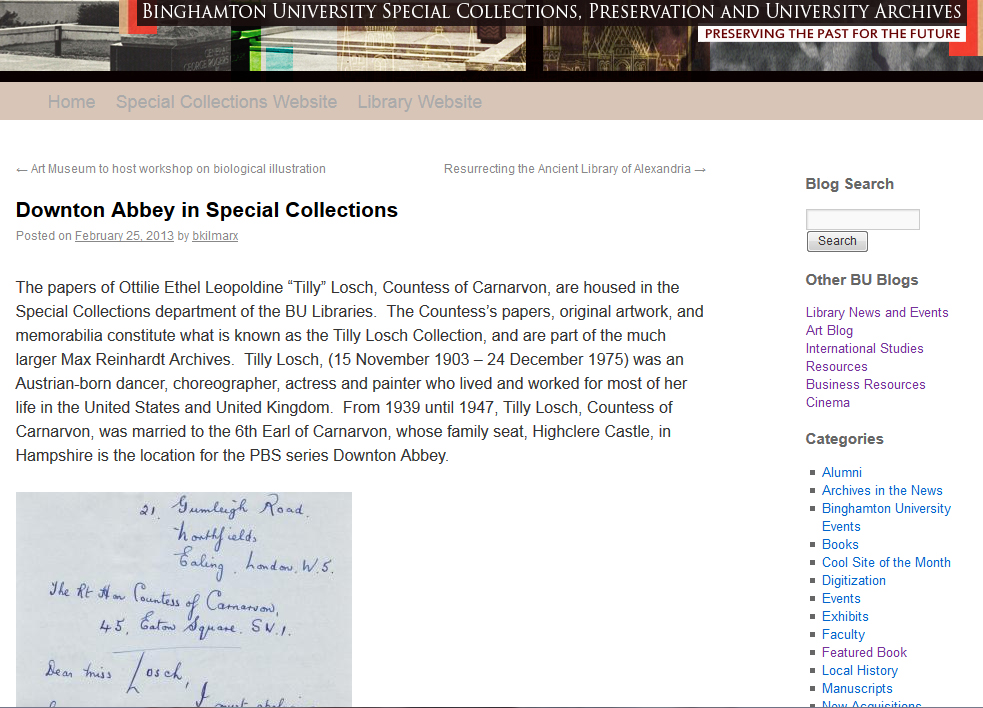 BINGHAMTON UNIVERSITY SPECIAL COLLECTIONS, PRESERVATION AND UNIVERSITY ARCHIVES
PRESERVING THE PAST FOR THE FUTURE
Home Special Collections Website Library Website
← Art Museum to host workshop on biological illustration
Resurrecting the Ancient Library of Alexandria →
Downton Abbey in Special Collections
Posted on February 25, 2013 by bkilmarx
The papers of Ottilie Ethel Leopoldine “Tilly” Losch, Countess of Carnarvon, are housed in the
Special Collections department of the BU Libraries. The Countess’s papers, original artwork, and
memorabilia constitute what is known as the Tilly Losch Collection, and are part of the much
larger Max Reinhardt Archives. Tilly Losch, (15 November 1903 – 24 December 1975) was an
Austrian-born dancer, choreographer, actress and painter who lived and worked for most of her
life in the United States and United Kingdom. From 1939 until 1947, Tilly Losch, Countess of
Carnarvon, was married to the 6th Earl of Carnarvon, whose family seat, Highclere Castle, in
Hampshire is the location for the PBS series Downton Abbey.
21. Gumleigh Road.
Northfields
Ealing. London. W.5.
The Rt Hon Countess of Carnarvon,
45, Eaton Square. S.W.1.
Dear Miss Losch,
I must
Blog Search
Search
Other BU Blogs
Library News and Events
Art Blog
International Studies
Resources
Business Resources
Cinema
Categories
Alumni
Archives in the News
Binghamton University
Events
Books
Cool Site of the Month
Digitization
Events
Exhibits
Faculty
Featured Book
Local History
Manuscripts
New Acquisitions